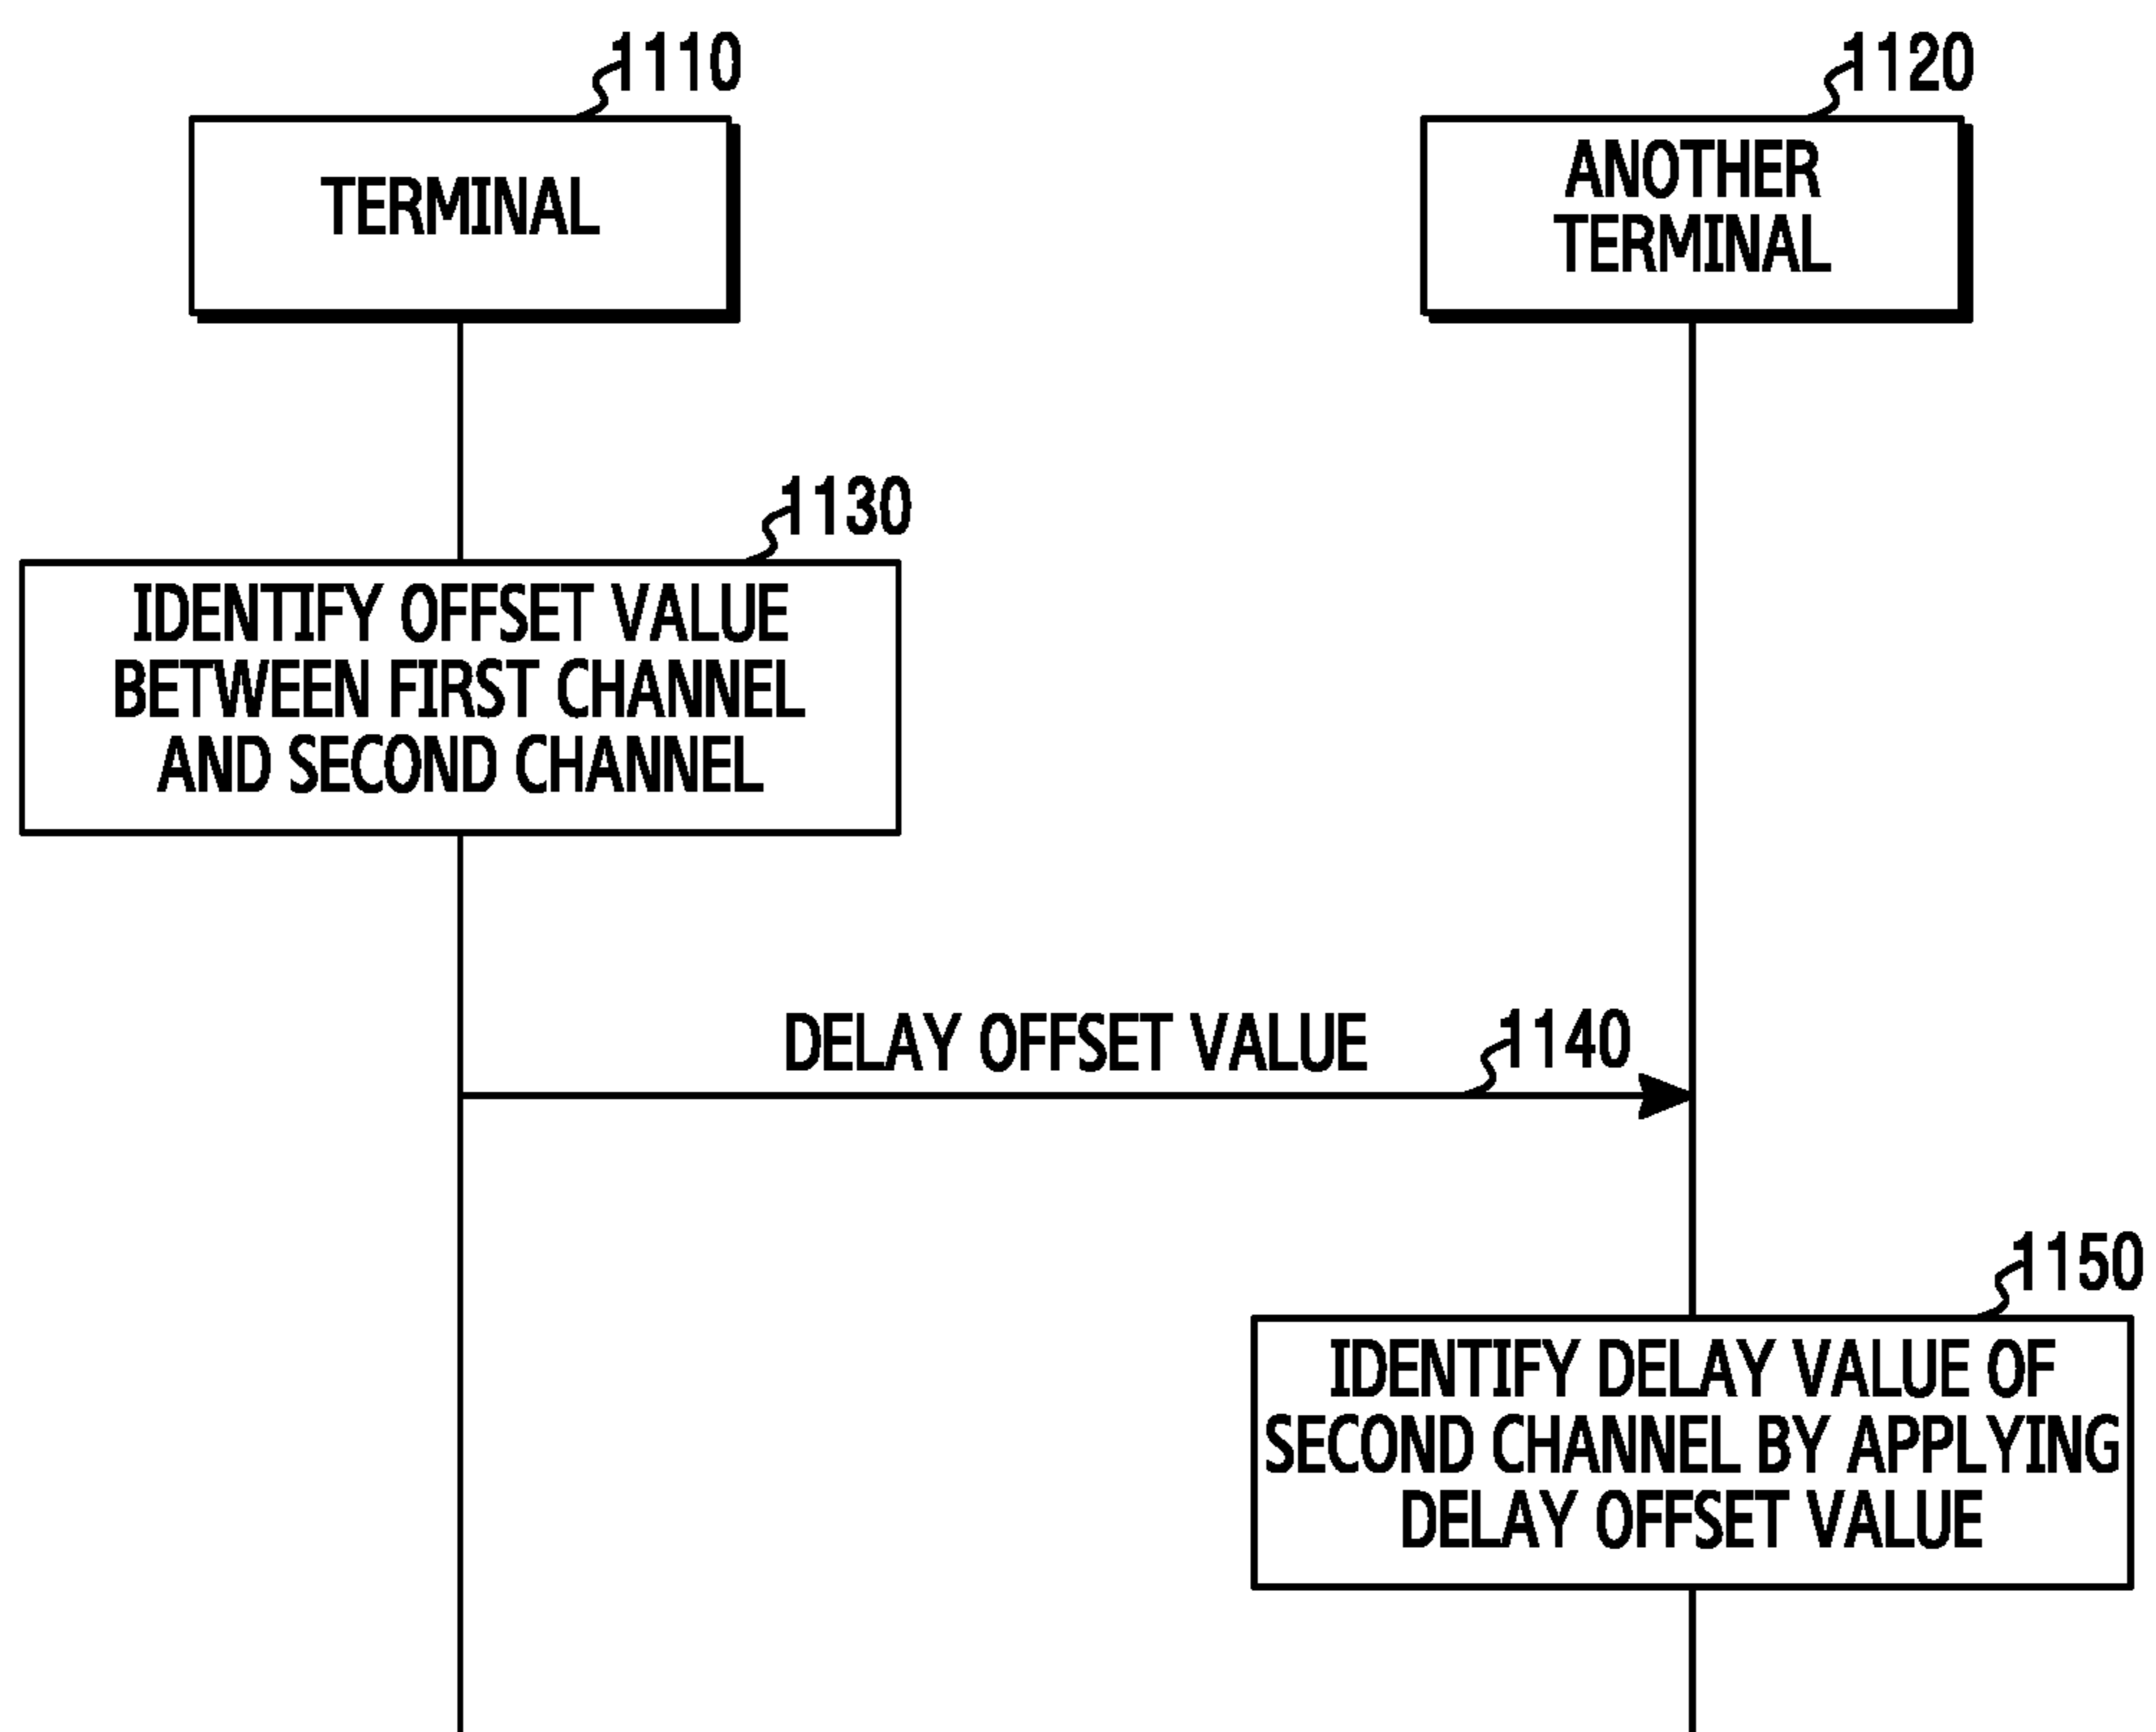 1110
TERMINAL
1120
ANOTHER
TERMINAL
1130
IDENTIFY OFFSET VALUE
BETWEEN FIRST CHANNEL
AND SECOND CHANNEL
DELAY OFFSET VALUE
1140
1150
IDENTIFY DELAY VALUE OF
SECOND CHANNEL BY APPLYING
DELAY OFFSET VALUE